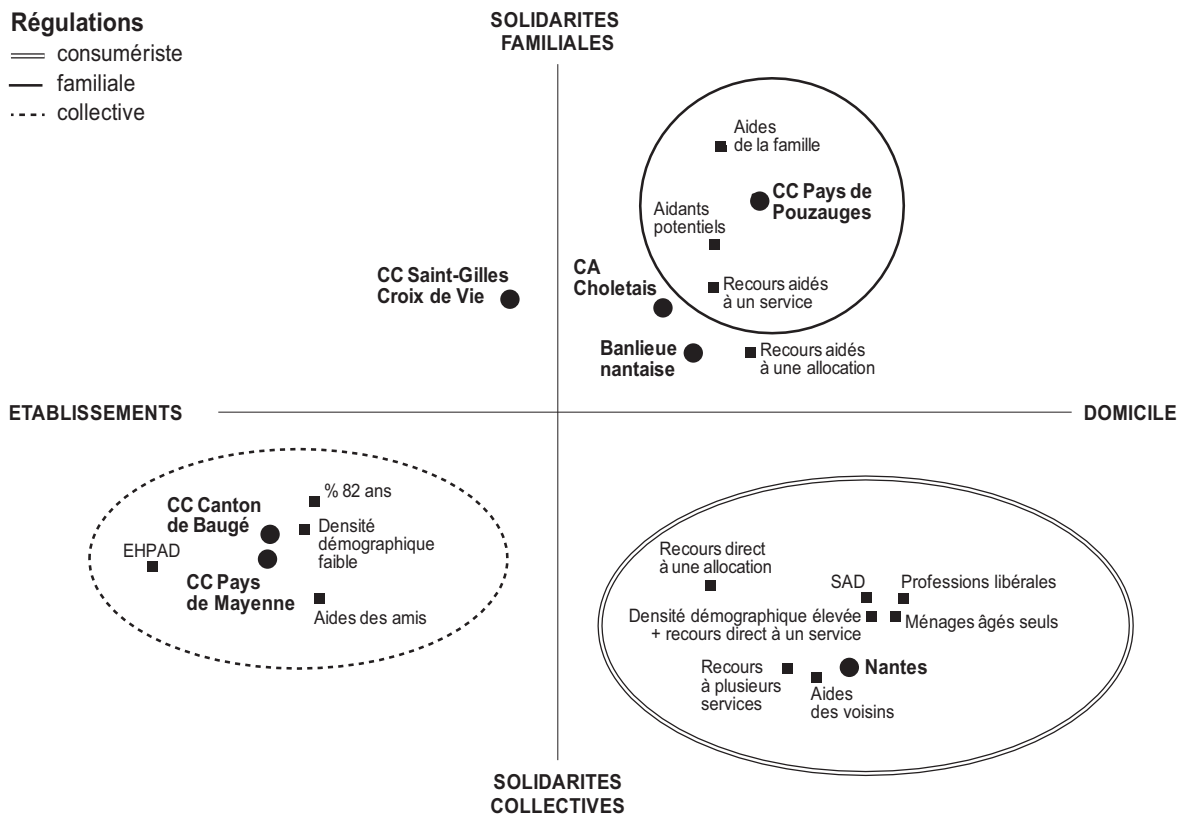 Régulations
consumériste
familiale
collective
SOLIDARITES
FAMILIALES
Aides
de la famille
CC Pays de
Pouzauges
Aidants
potentiels
CC Saint-Gilles
Croix de Vie
CA
Choletais
Recours aidés
à un service
Banlieue
nantaise
Recours aidés
à une allocation
ETABLISSEMENTS
DOMICILE
% 82 ans
CC Canton
de Baugé
Densité
démographique
faible
EHPAD
CC Pays
de Mayenne
Aides des amis
Recours direct
à une allocation
SAD
Professions libérales
Densité démographique élevée
+ recours direct à un service
Ménages âgés seuls
Recours
à plusieurs
services
Nantes
Aides
des voisins
SOLIDARITES
COLLECTIVES